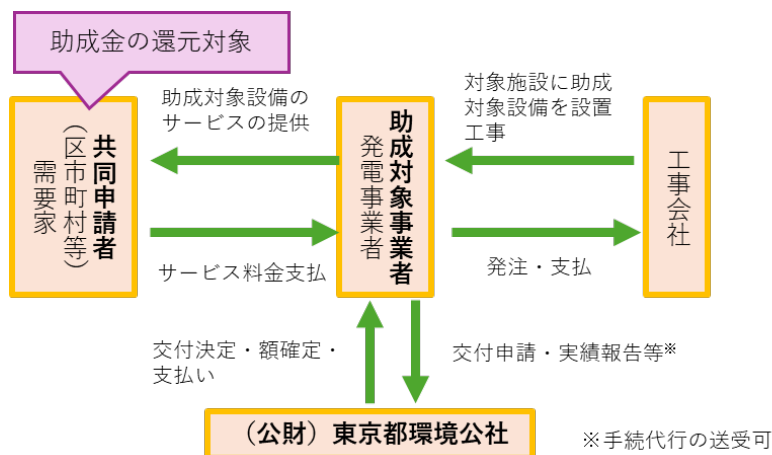 助成金の還元対象
助成対象設備の
サービスの提供
対象施設に助成
対象設備を設置
工事
共同申請者
（区市町村等）
需要家
助成対象事業者
発電事業者
工事会社
サービス料金支払
発注・支払
交付決定・額確定・
支払い
交付申請・実績報告等※
（公財）東京都環境公社
※手続代行の送受可